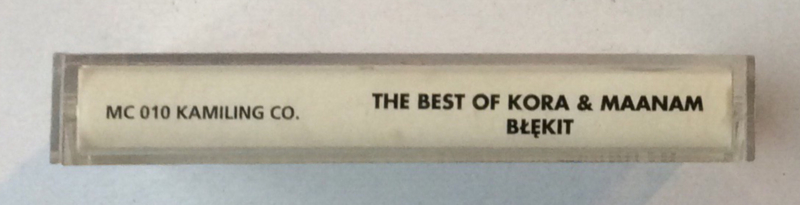 MC 010 KAMILING CO.
THE BEST OF KORA & MAANAM
BŁĘKIT